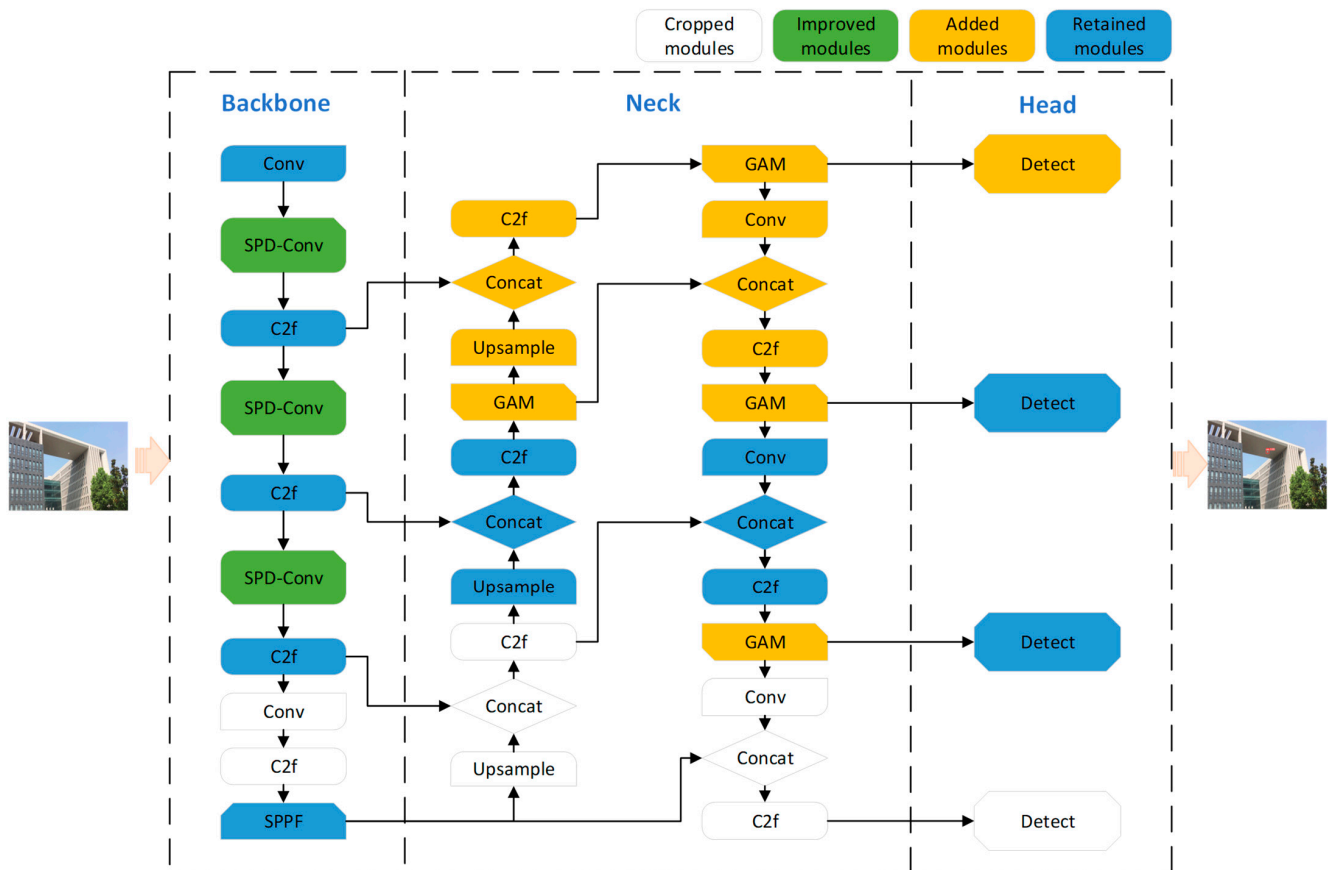 Cropped
modules
Improved
modules
Added
modules
Retained
modules
Backbone
Neck
Head
Conv
SPD-Conv
C2f
SPD-Conv
C2f
SPD-Conv
C2f
Conv
C2f
SPPF
C2f
Concat
Upsample
GAM
C2f
Concat
Upsample
C2f
Concat
Upsample
GAM
Conv
Concat
C2f
GAM
Conv
Concat
C2f
GAM
Conv
Concat
C2f
Detect
Detect
Detect
Detect